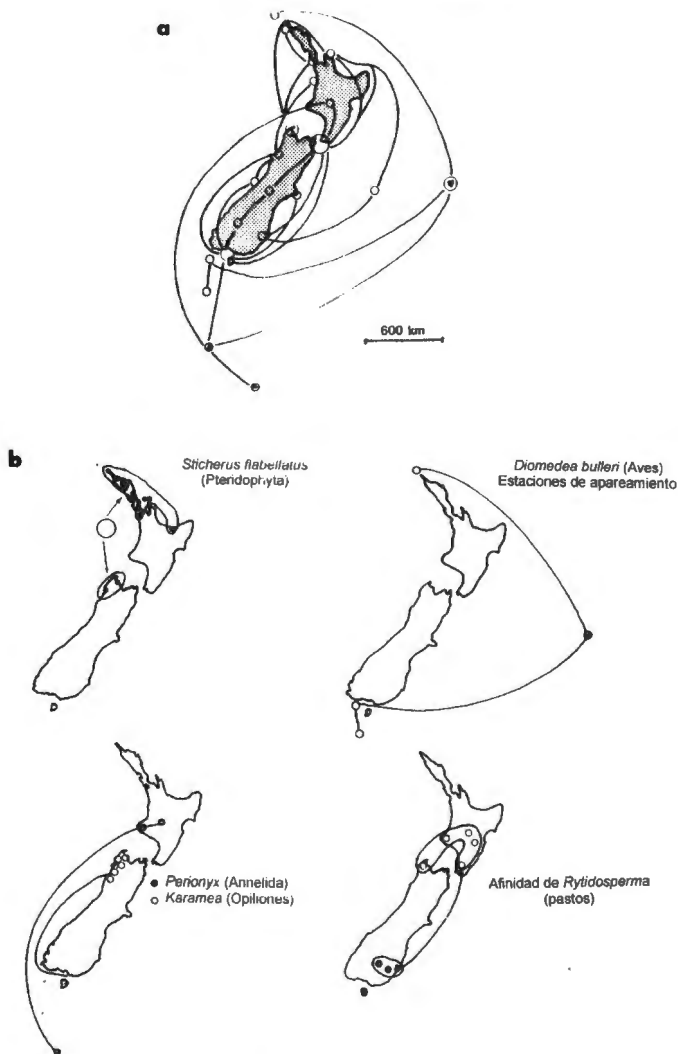 a
600 km
b
Sticherus flabellatus
(Pteridophyta)
Diomedea bulleri (Aves)
Estaciones de apareamiento
Perionyx (Annelida)
Karamea (Opiliones)
Afinidad de Rytidosperma
(pastos)